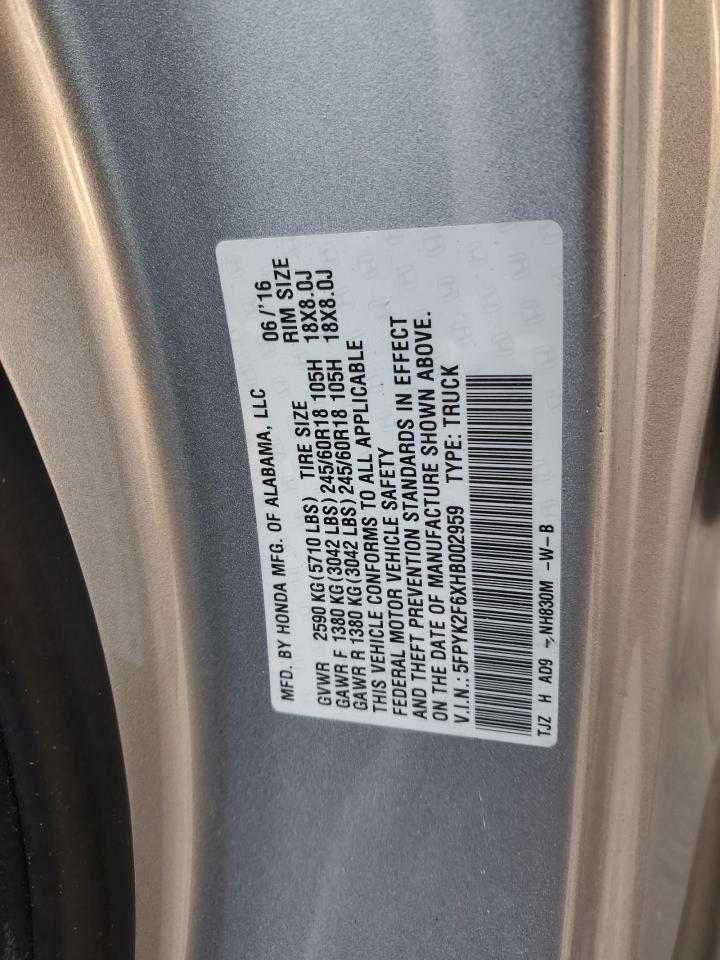 MFD. BY HONDA MFG. OF ALABAMA, LLC 06/'16
GVWR 2590 KG(5710 LBS) TIRE SIZE RIM SIZE
GAWR F 1380 KG(3042 LBS)245/60R18 105H 18X8.0J
GAWR R 1380 KG(3042 LBS)245/60R18 105H 18X8.0J
THIS VEHICLE CONFORMS TO ALL APPLICABLE
FEDERAL MOTOR VEHICLE SAFETY
AND THEFT PREVENTION STANDARDS IN EFFECT
ON THE DATE OF MANUFACTURE SHOWN ABOVE.
V.I.N.: 5FPYK2F6XHB002959 TYPE: TRUCK
TJZ H AD9 - NH830M -W-B